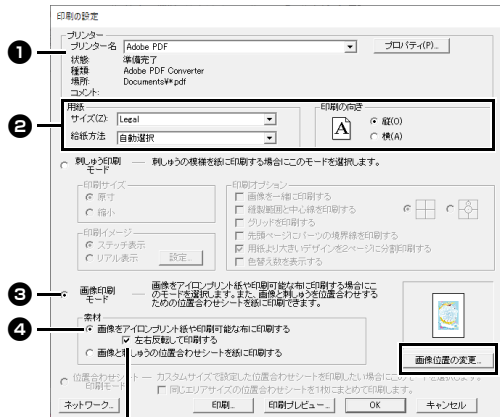 印刷の設定
プリンター
❶
プリンター名 Adobe PDF プロパティ(P)...
状態 準備完了
種類 Adobe PDF Converter
場所: Documents¥*.pdf
コメント:
❷
用紙
サイズ(Z): Legal
給紙方法 自動選択
印刷の向き
A
縦(O)
横(A)
刺しゅう印刷モード — 刺しゅうの模様を紙に印刷する場合にこのモードを選択します。
印刷サイズ
原寸
縮小
印刷イメージ
ステッチ表示
リアル表示 設定...
印刷オプション
画像を一緒に印刷する
縫製範囲と中心線を印刷する
グリッドを印刷する
先頭ページにパーツの境界線を印刷する
用紙より大きいデザインを2ページに分割印刷する
色替え数を表示する
❸
画像印刷モード — 画像をアイロンプリント紙や印刷可能な布に印刷する場合にこ
のモードを選択します。また、画像と刺しゅうを位置合わせする
ための位置合わせシートを紙に印刷できます。
❹
素材
画像をアイロンプリント紙や印刷可能な布に印刷する
左右反転して印刷する
画像と刺しゅうの位置合わせシートを紙に印刷する
画像位置の変更...
位置合わせシート印刷モード — カスタムサイズで設定した位置合わせシートを印刷したい場合にこのモードを選択します。
同じエリアサイズの位置合わせシートを1枚にまとめて印刷します。
ネットワーク... 印刷... 印刷プレビュー... OK キャンセル